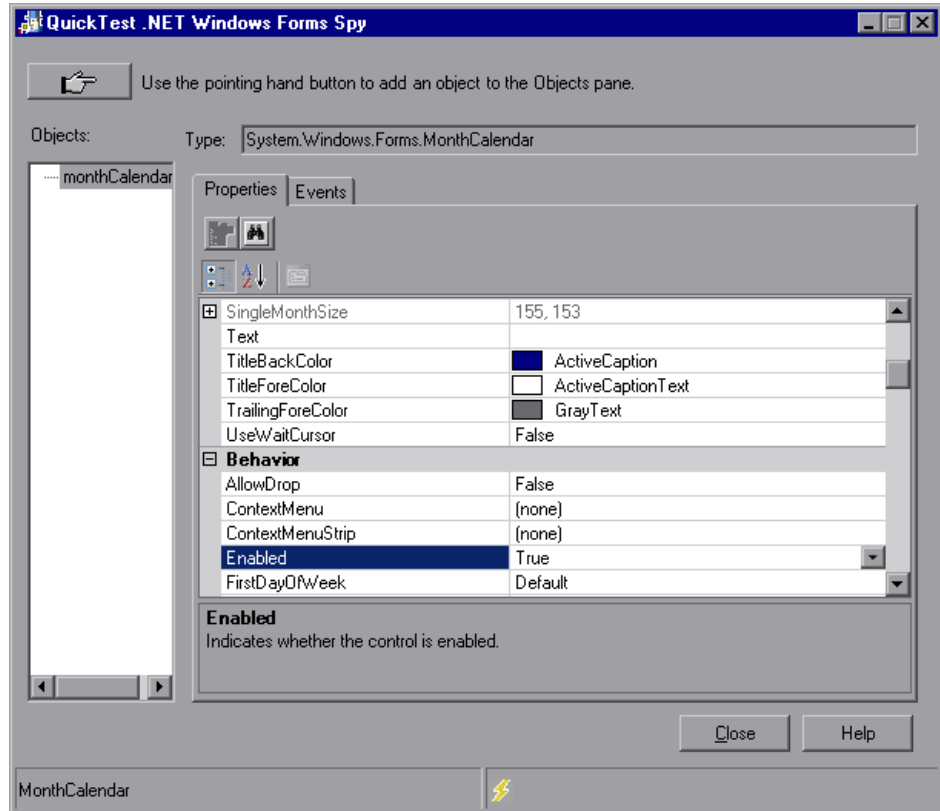 QuickTest .NET Windows Forms Spy
Use the pointing hand button to add an object to the Objects pane.
Objects:
Type: System.Windows.Forms.MonthCalendar
monthCalendar
Properties Events
SingleMonthSize 155, 153
Text
TitleBackColor ActiveCaption
TitleForeColor ActiveCaptionText
TrailingForeColor GrayText
UseWaitCursor False
Behavior
AllowDrop False
ContextMenu (none)
ContextMenuStrip (none)
Enabled True
FirstDayOfWeek Default
Enabled
Indicates whether the control is enabled.
Close Help
MonthCalendar